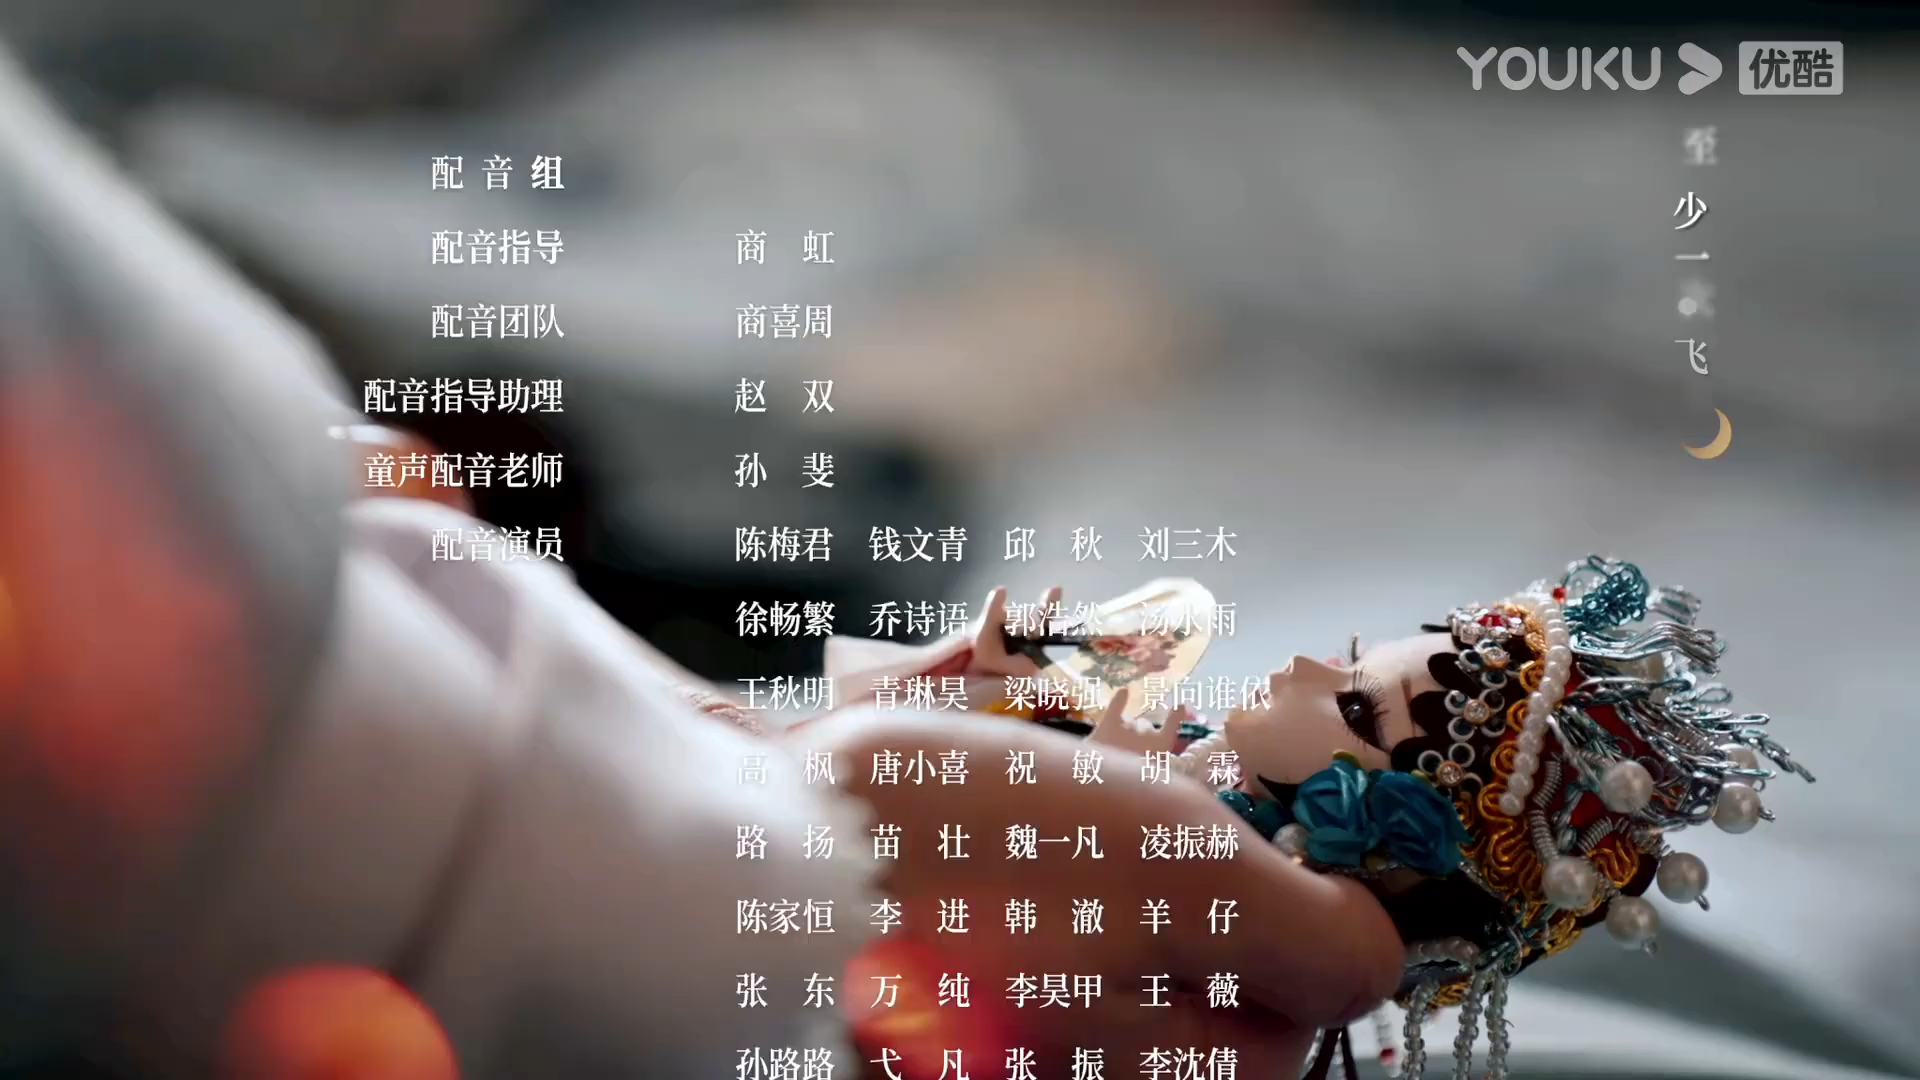 YOUKU 优酷
至
少
一
飞
配 音 组
配音指导 商 虹
配音团队 商喜周
配音指导助理 赵 双
童声配音老师 孙 斐
配音演员 陈梅君 钱文青 邱 秋 刘三木
徐畅繁 乔诗语 郭浩然 汤水雨
王秋明 青琳昊 梁晓强 景向谁依
高 枫 唐小喜 祝 敏 胡 霖
路 扬 苗 壮 魏一凡 凌振赫
陈家恒 李 进 韩 澈 羊 仔
张 东 万 纯 李昊甲 王 薇
孙路路 弋 凡 张 振 李沈倩